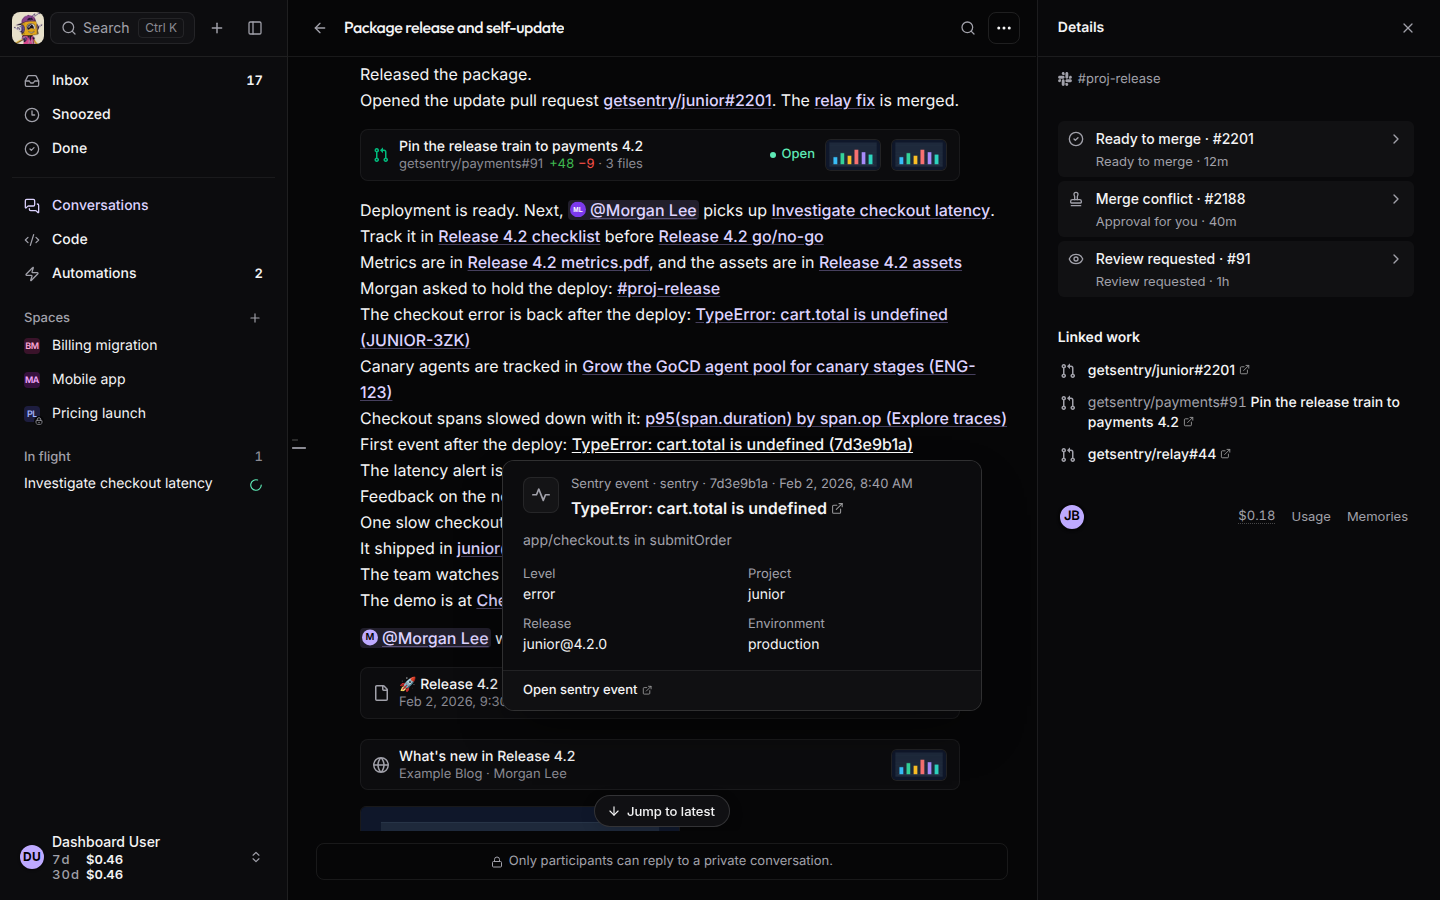 Search Ctrl K
Inbox 17
Snoozed
Done
Conversations
Code
Automations 2
Spaces
BM Billing migration
MA Mobile app
PL Pricing launch
In flight 1
Investigate checkout latency
DU Dashboard User
7d $0.46
30d $0.46
Package release and self-update
Released the package.
Opened the update pull request getsentry/junior#2201. The relay fix is merged.
Pin the release train to payments 4.2
getsentry/payments#91 +48 −9 · 3 files
Open
Deployment is ready. Next, ML @Morgan Lee picks up Investigate checkout latency.
Track it in Release 4.2 checklist before Release 4.2 go/no-go
Metrics are in Release 4.2 metrics.pdf, and the assets are in Release 4.2 assets
Morgan asked to hold the deploy: #proj-release
The checkout error is back after the deploy: TypeError: cart.total is undefined
(JUNIOR-3ZK)
Canary agents are tracked in Grow the GoCD agent pool for canary stages (ENG-
123)
Checkout spans slowed down with it: p95(span.duration) by span.op (Explore traces)
First event after the deploy: TypeError: cart.total is undefined (7d3e9b1a)
The latency alert is
Feedback on the
One slow checkout
It shipped in
The team watches
The demo is at
M @Morgan Lee
Sentry event · sentry · 7d3e9b1a · Feb 2, 2026, 8:40 AM
TypeError: cart.total is undefined
app/checkout.ts in submitOrder
Level
error
Project
junior
Release
junior@4.2.0
Environment
production
Open sentry event
🚀 Release 4.2
Feb 2, 2026,
What's new in Release 4.2
Example Blog · Morgan Lee
Jump to latest
Only participants can reply to a private conversation.
Details
#proj-release
Ready to merge · #2201
Ready to merge · 12m
Merge conflict · #2188
Approval for you · 40m
Review requested · #91
Review requested · 1h
Linked work
getsentry/junior#2201
getsentry/payments#91 Pin the release train to
payments 4.2
getsentry/relay#44
JB $0.18 Usage Memories